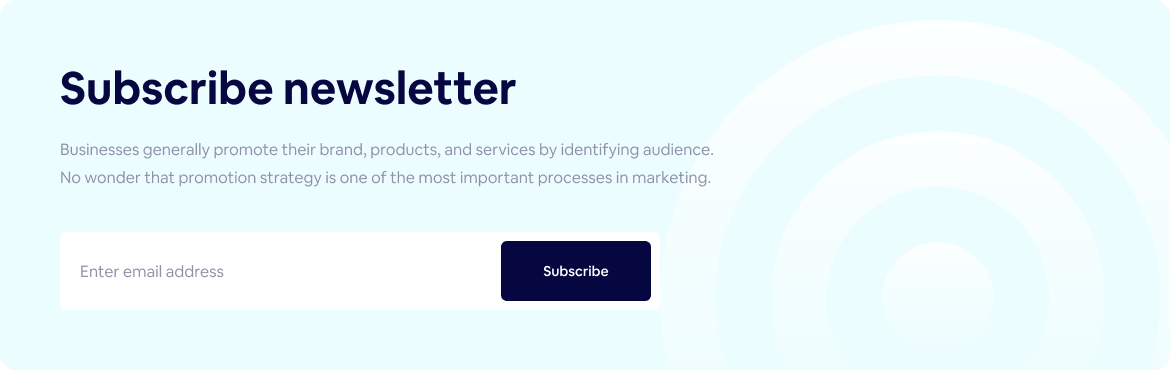 Subscribe newsletter
Businesses generally promote their brand, products, and services by identifying audience.
No wonder that promotion strategy is one of the most important processes in marketing.
Enter email address
Subscribe